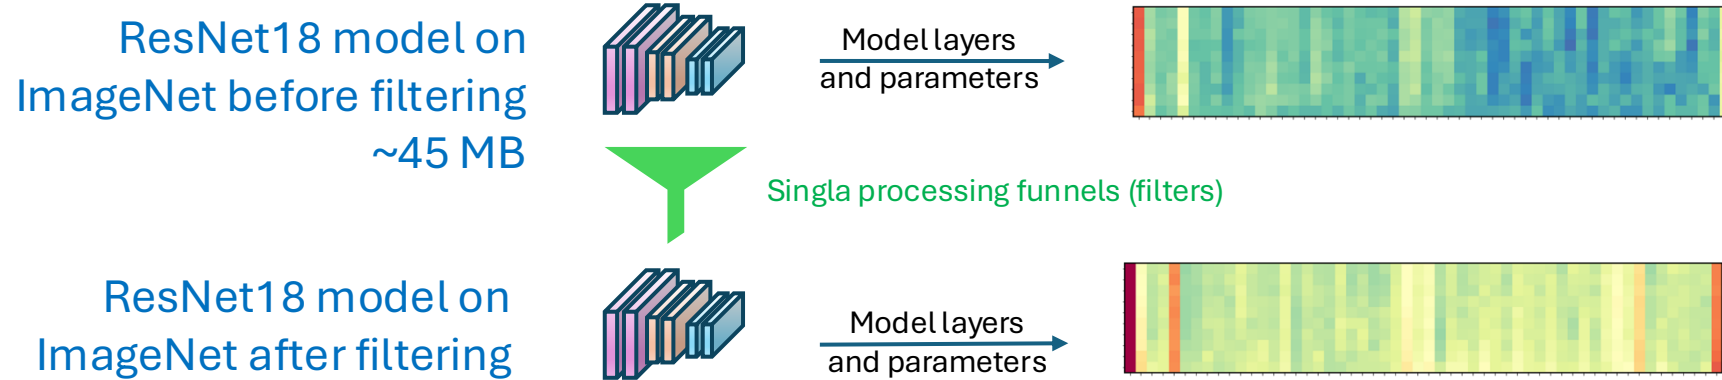 ResNet18 model on
ImageNet before filtering
~45 MB
Model layers
and parameters
Singla processing funnels (filters)
ResNet18 model on
ImageNet after filtering
Model layers
and parameters